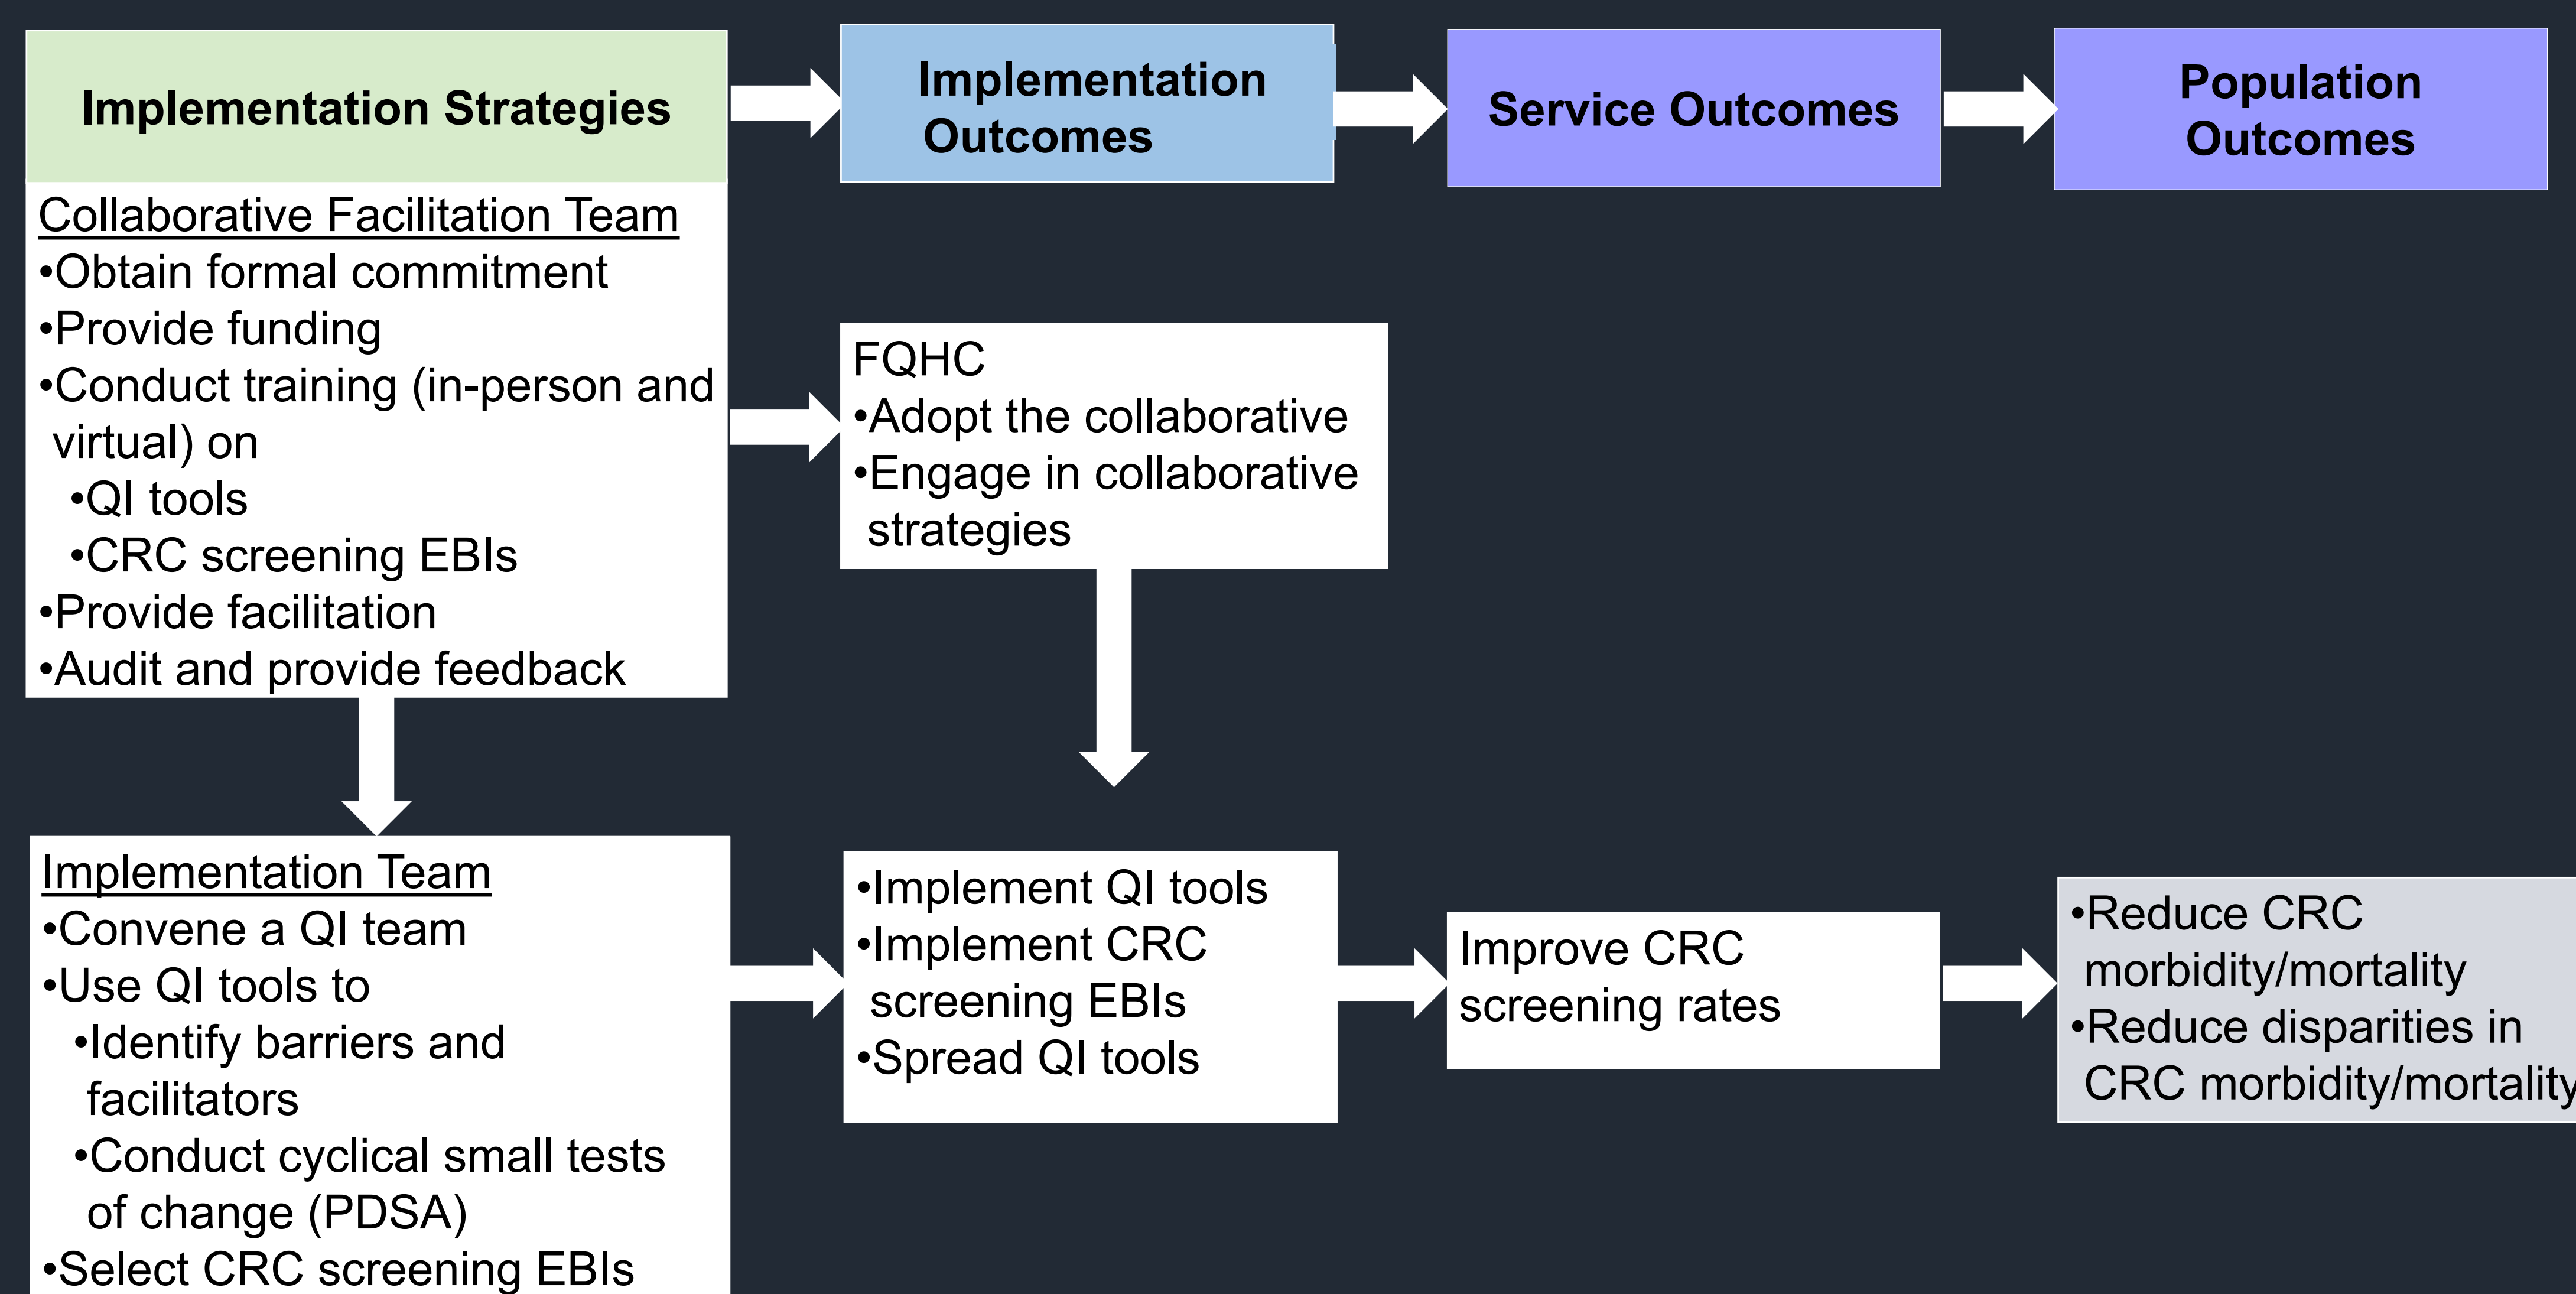 Implementation Strategies
Implementation
Outcomes
Service Outcomes
Population
Outcomes
Collaborative Facilitation Team
•Obtain formal commitment
•Provide funding
•Conduct training (in-person and
virtual) on
•QI tools
•CRC screening EBIs
•Provide facilitation
•Audit and provide feedback
FQHC
•Adopt the collaborative
•Engage in collaborative
strategies
Implementation Team
•Convene a QI team
•Use QI tools to
•Identify barriers and
facilitators
•Conduct cyclical small tests
of change (PDSA)
•Select CRC screening EBIs
•Implement QI tools
•Implement CRC
screening EBIs
•Spread QI tools
Improve CRC
screening rates
•Reduce CRC
morbidity/mortality
•Reduce disparities in
CRC morbidity/mortality